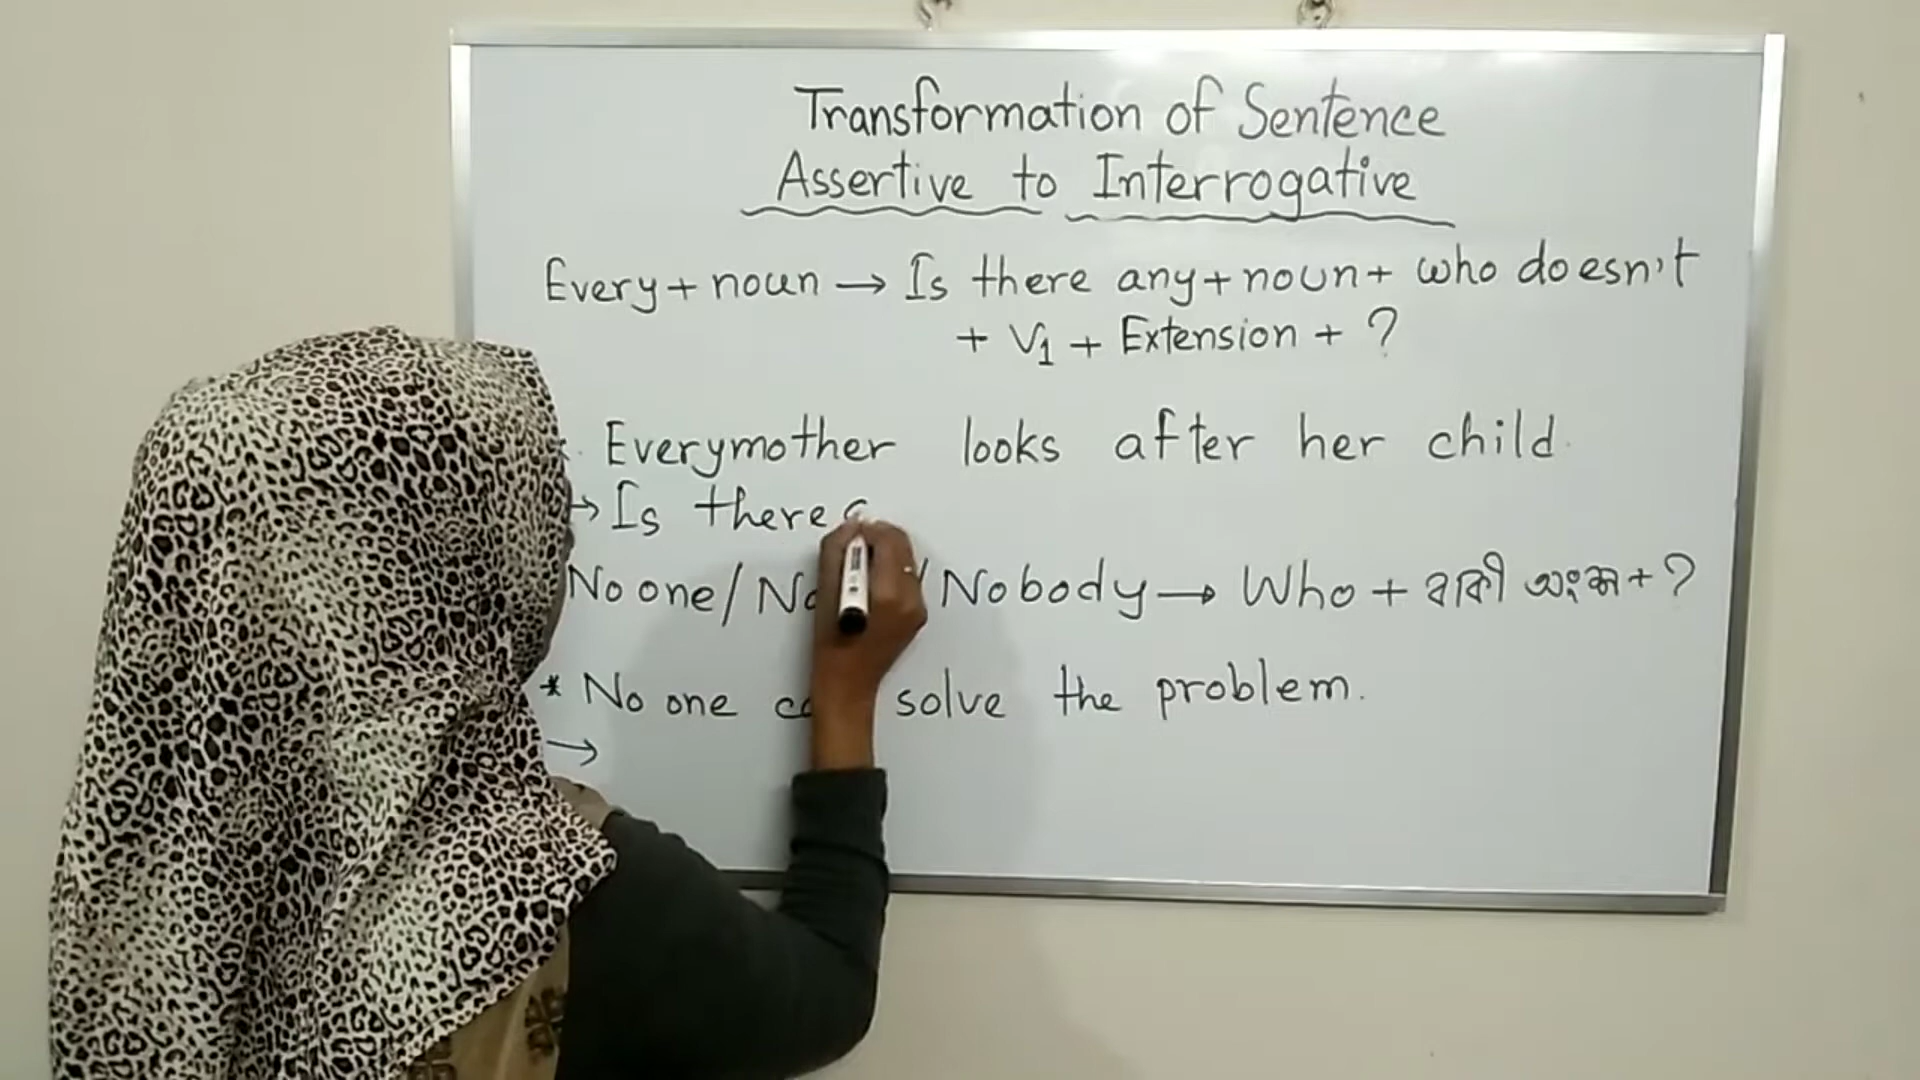 Transformation of Sentence
Assertive to Interrogative
Every + noun → Is there any + noun + who doesn't
+ V1 + Extension + ?
Everymother looks after her child.
→ Is there
No one / / Nobody → Who + বাকী অংশ + ?
* No one solve the problem.
→